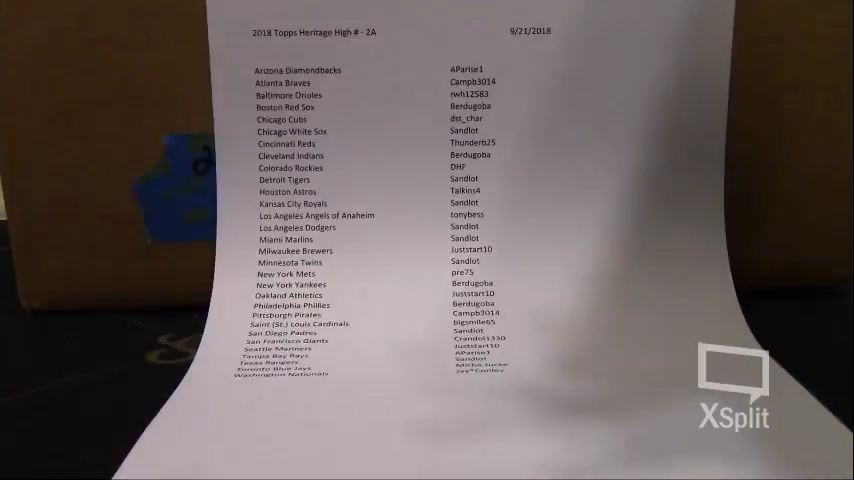 2018 Topps Heritage High # - 2A 9/21/2018
Arizona Diamondbacks AParise1
Atlanta Braves Campb3014
Baltimore Orioles rwh12583
Boston Red Sox Berdugoba
Chicago Cubs dst_char
Chicago White Sox Sandlot
Cincinnati Reds Thunderb25
Cleveland Indians Berdugoba
Colorado Rockies DHF
Detroit Tigers Sandlot
Houston Astros Talkins4
Kansas City Royals Sandlot
Los Angeles Angels of Anaheim tonybess
Los Angeles Dodgers Sandlot
Miami Marlins Sandlot
Milwaukee Brewers Juststart10
Minnesota Twins Sandlot
New York Mets pre75
New York Yankees Berdugoba
Oakland Athletics Juststart10
Philadelphia Phillies Berdugoba
Pittsburgh Pirates Campb3014
Saint (St.) Louis Cardinals bigsmile65
San Diego Padres Sandlot
San Francisco Giants Crandol1330
Seattle Mariners Juststart10
Tampa Bay Rays AParise1
Texas Rangers Sandlot
Toronto Blue Jays
Washington Nationals
XSplit